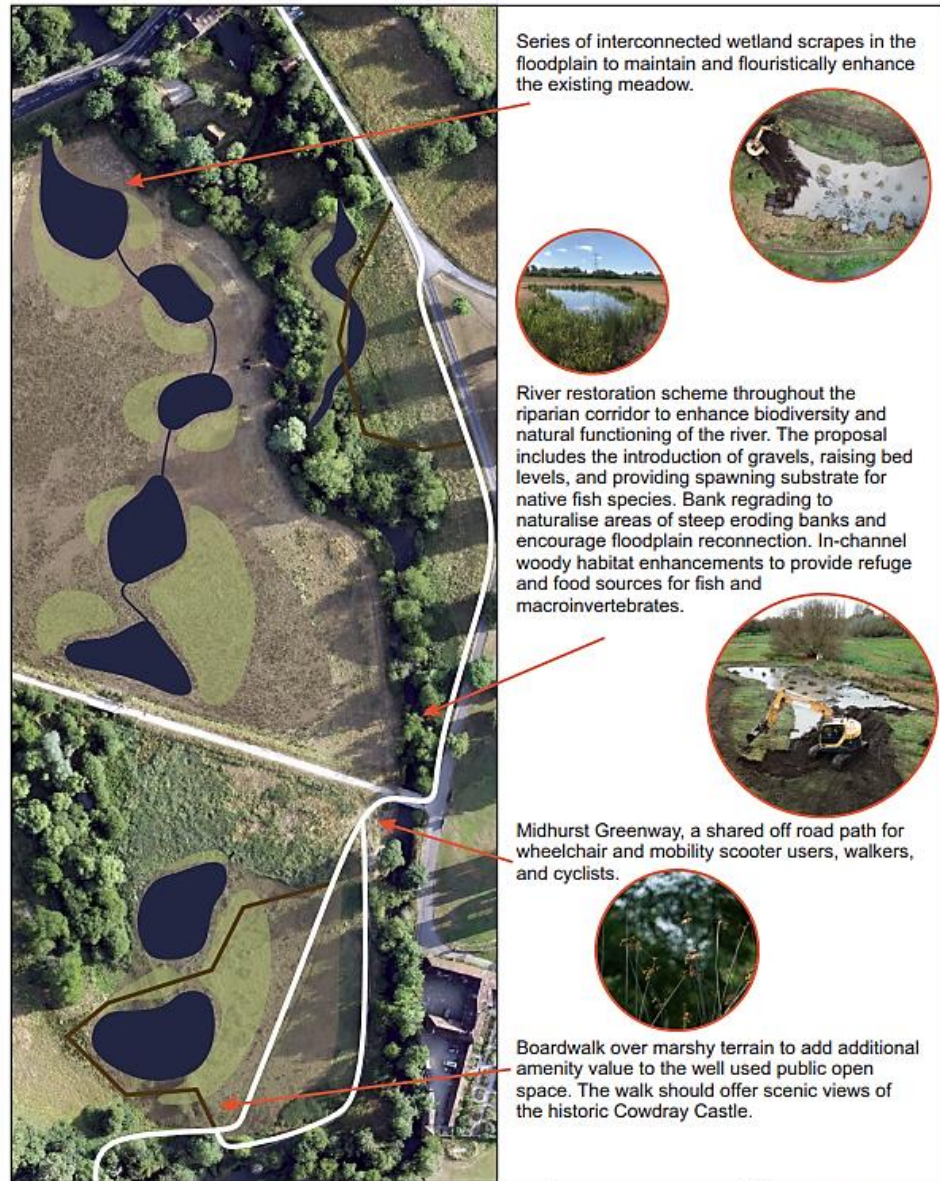 Series of interconnected wetland scrapes in the
floodplain to maintain and flouristically enhance
the existing meadow.
River restoration scheme throughout the
riparian corridor to enhance biodiversity and
natural functioning of the river. The proposal
includes the introduction of gravels, raising bed
levels, and providing spawning substrate for
native fish species. Bank regrading to
naturalise areas of steep eroding banks and
encourage floodplain reconnection. In-channel
woody habitat enhancements to provide refuge
and food sources for fish and
macroinvertebrates.
Midhurst Greenway, a shared off road path for
wheelchair and mobility scooter users, walkers,
and cyclists.
Boardwalk over marshy terrain to add additional
amenity value to the well used public open
space. The walk should offer scenic views of
the historic Cowdray Castle.